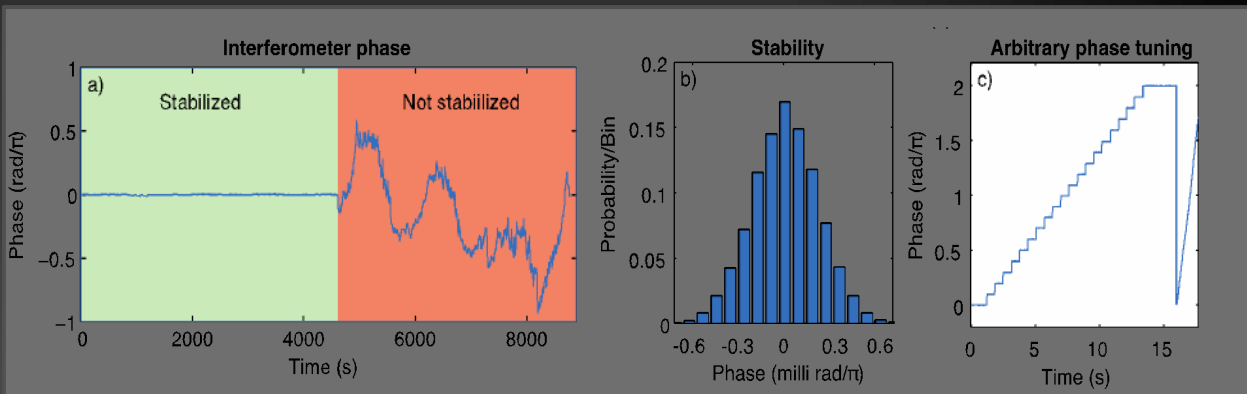 Interferometer phase
a)
Stabilized
Not stabiilized
1
0.5
0
−0.5
−1
Phase (rad/π)
0
2000
4000
6000
8000
Time (s)
Stability
b)
0.2
0.15
0.1
0.05
0
Probability/Bin
-0.6
-0.3
0
0.3
0.6
Phase (milli rad/π)
Arbitrary phase tuning
c)
2
1.5
1
0.5
0
Phase (rad/π)
0
5
10
15
Time (s)